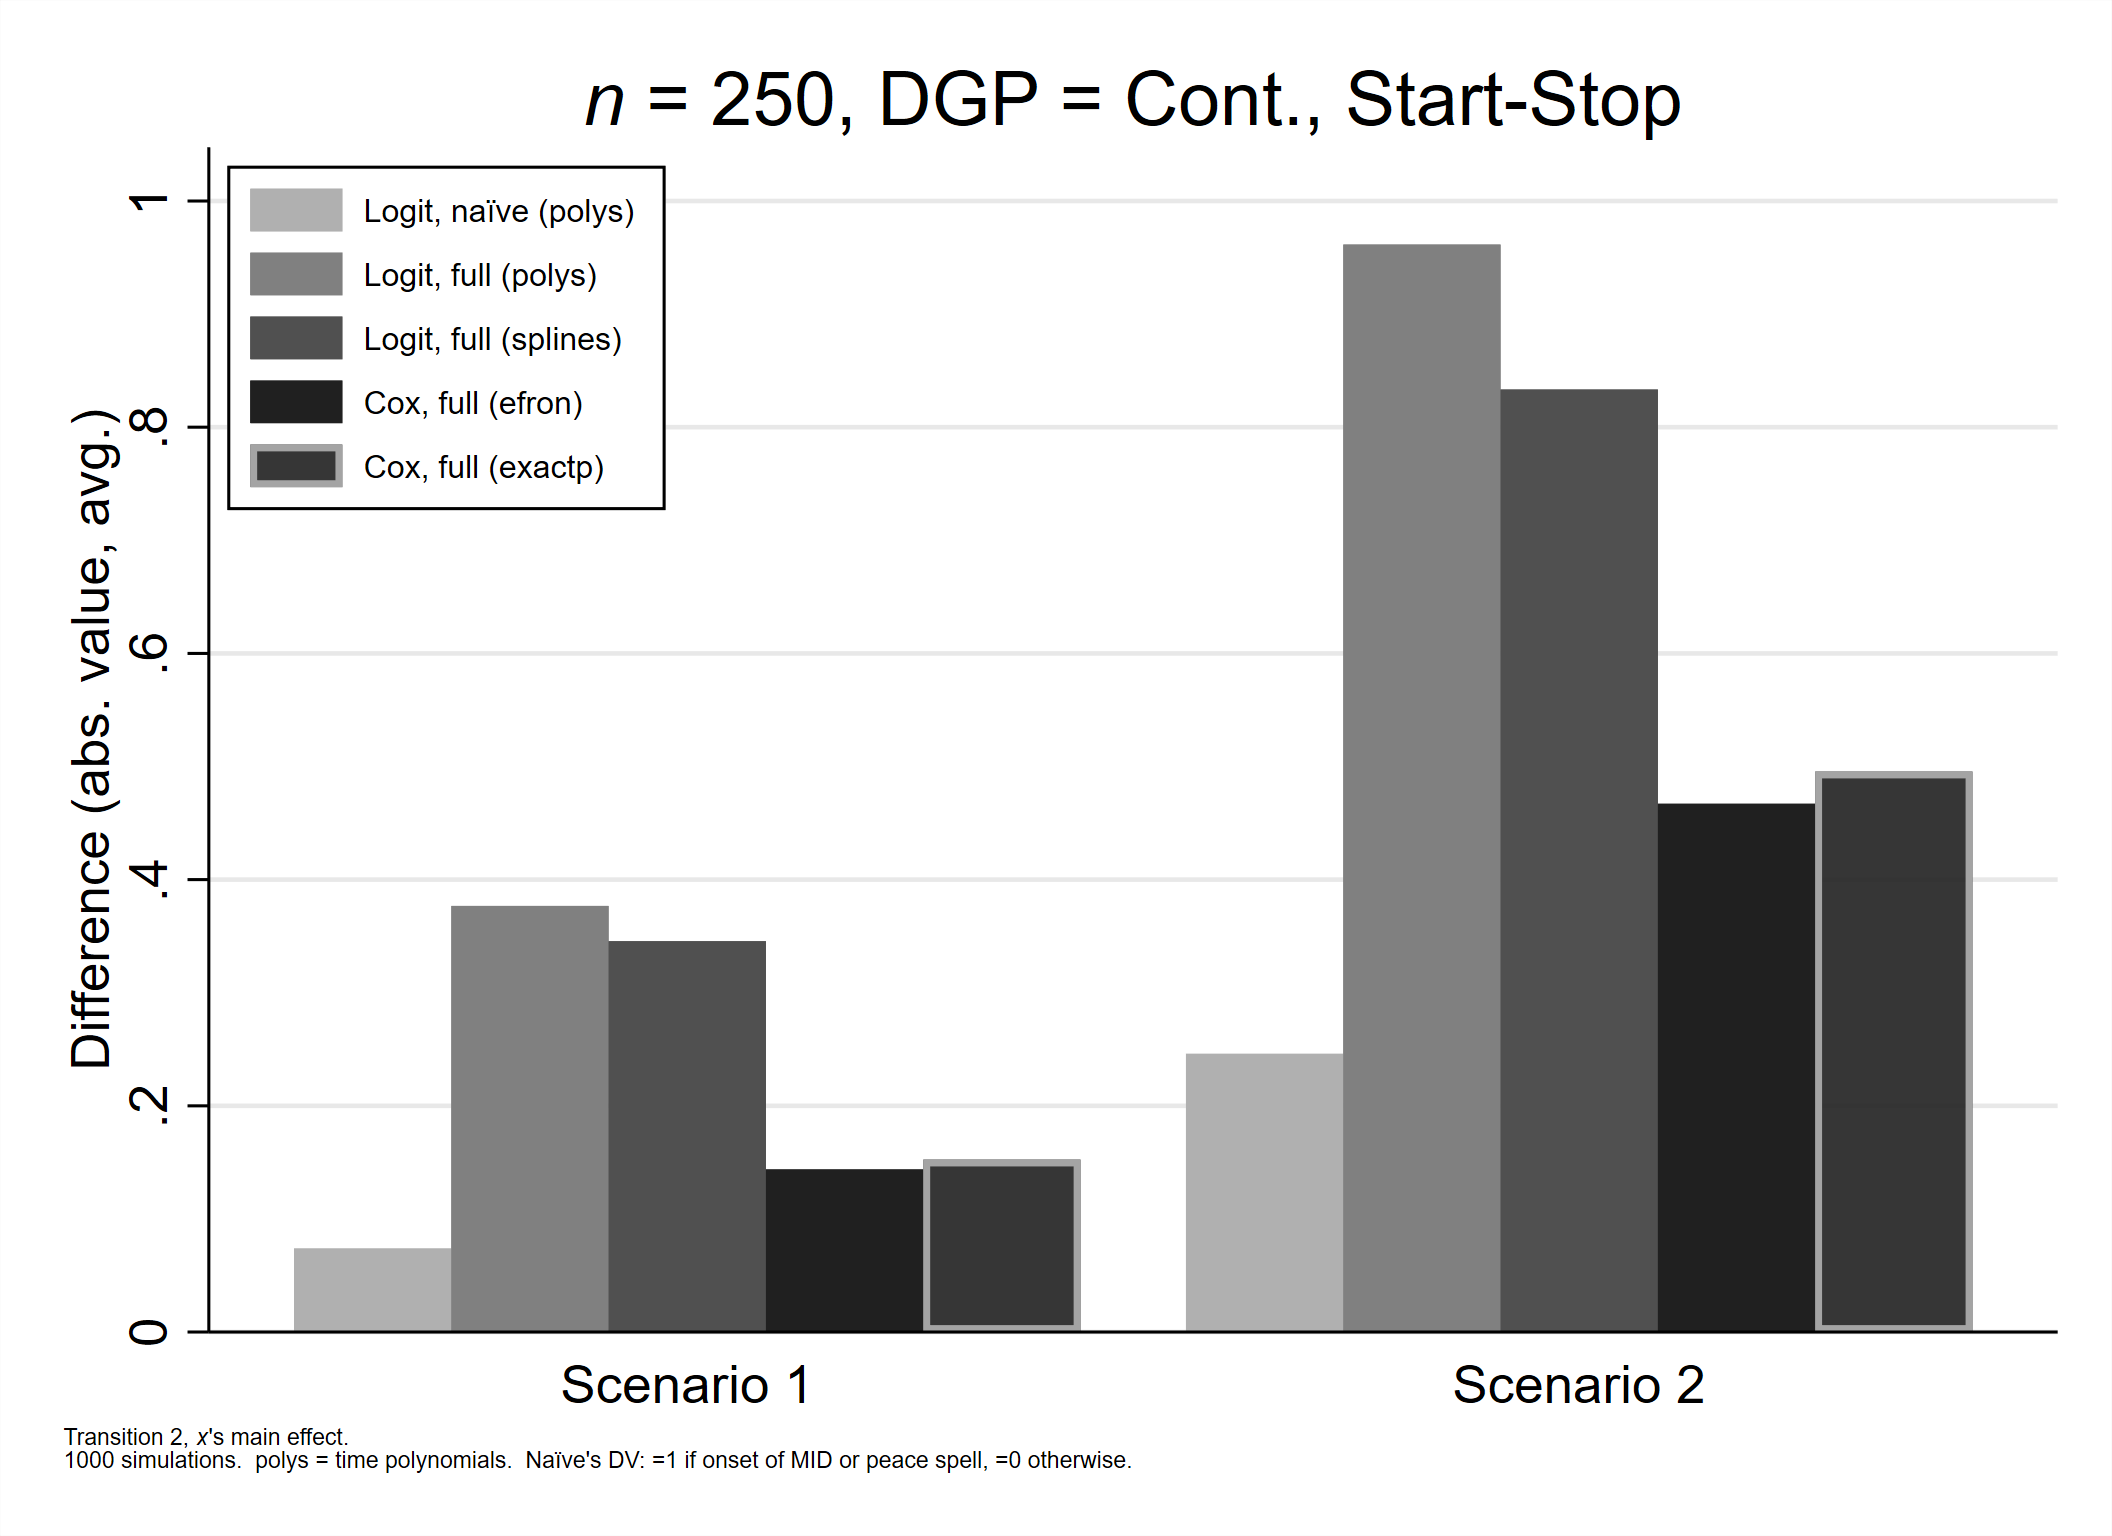 n = 250, DGP = Cont., Start-Stop
Logit, naïve (polys)
Logit, full (polys)
Logit, full (splines)
Cox, full (efron)
Cox, full (exactp)
Difference (abs. value, avg.)
1
.8
.6
.4
.2
0
Scenario 1
Scenario 2
Transition 2, x's main effect.
1000 simulations.  polys = time polynomials.  Naïve's DV: =1 if onset of MID or peace spell, =0 otherwise.